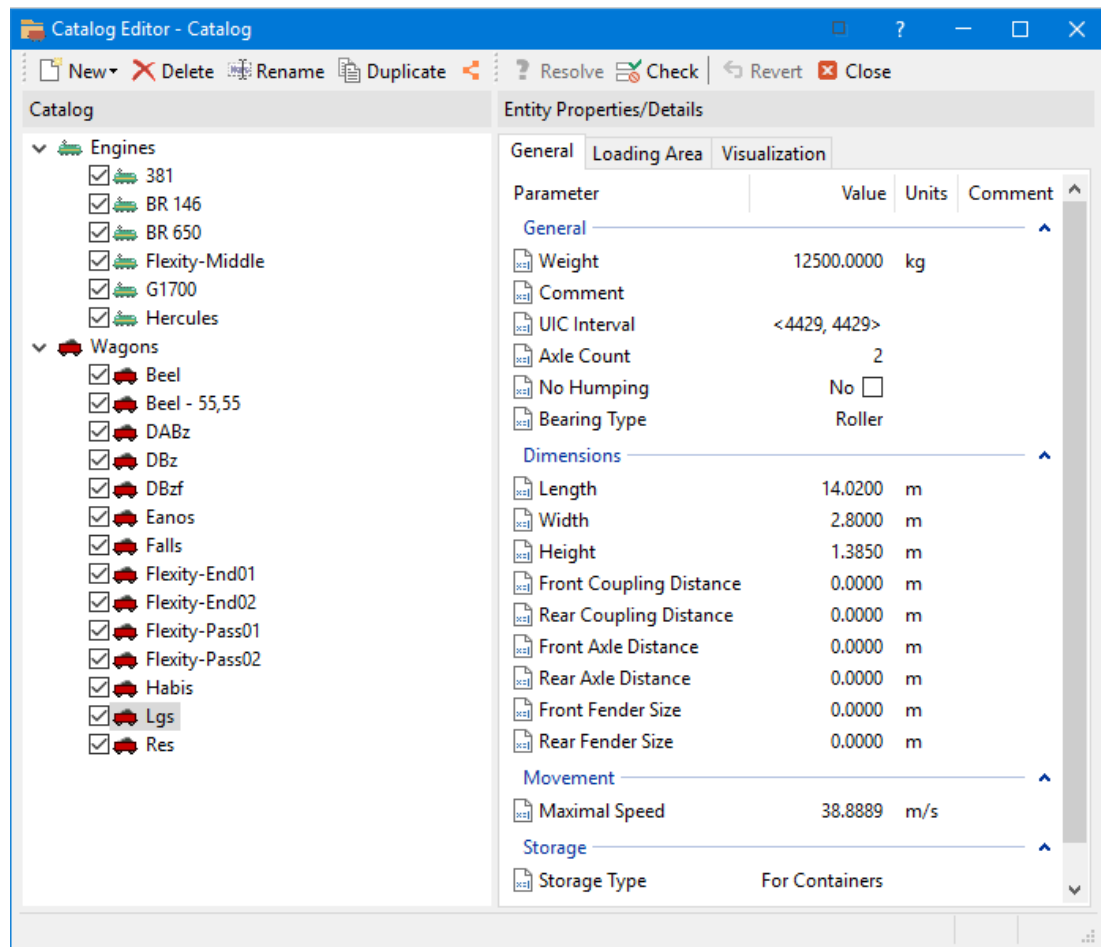 Catalog Editor - Catalog
New Delete Rename Duplicate ? Resolve Check Revert Close
Catalog
Engines
381
BR 146
BR 650
Flexity-Middle
G1700
Hercules
Wagons
Beel
Beel - 55,55
DABz
DBz
DBzf
Eanos
Falls
Flexity-End01
Flexity-End02
Flexity-Pass01
Flexity-Pass02
Habis
Lgs
Res
Entity Properties/Details
General Loading Area Visualization
Parameter Value Units Comment
General
Weight 12500.0000 kg
Comment
UIC Interval <4429, 4429>
Axle Count 2
No Humping No
Bearing Type Roller
Dimensions
Length 14.0200 m
Width 2.8000 m
Height 1.3850 m
Front Coupling Distance 0.0000 m
Rear Coupling Distance 0.0000 m
Front Axle Distance 0.0000 m
Rear Axle Distance 0.0000 m
Front Fender Size 0.0000 m
Rear Fender Size 0.0000 m
Movement
Maximal Speed 38.8889 m/s
Storage
Storage Type For Containers